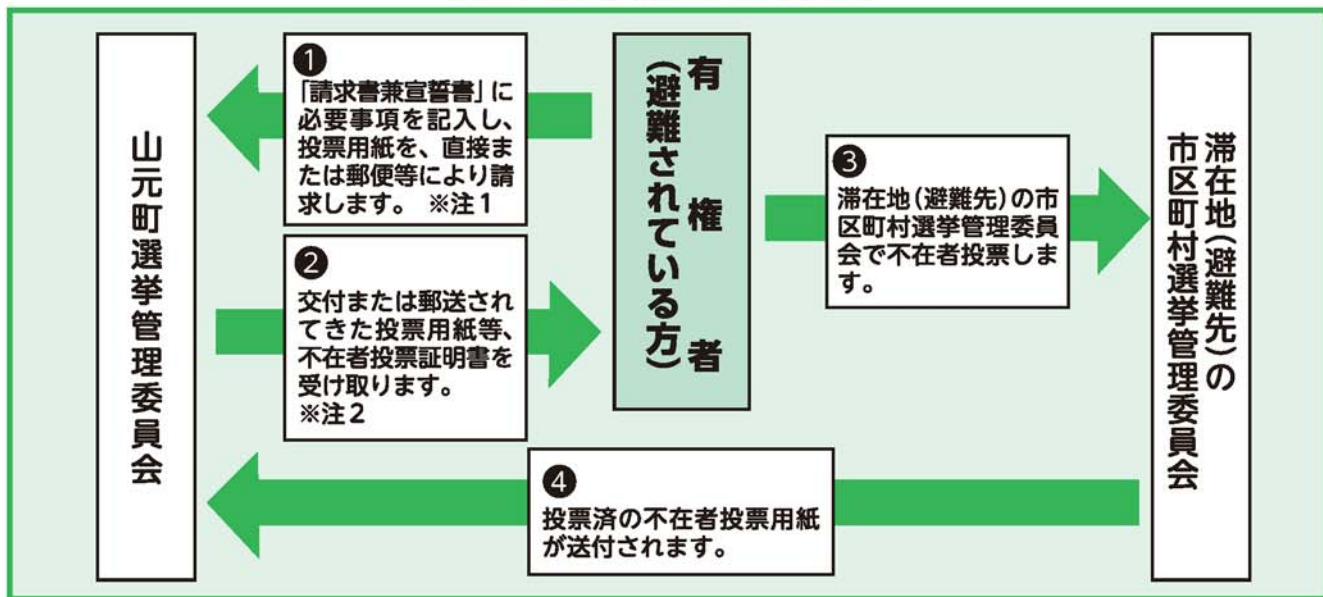 山元町選挙管理委員会
❶
「請求書兼宣誓書」に
必要事項を記入し、
投票用紙を、直接ま
たは郵便等により請
求します。 ※注1
❷
交付または郵送され
てきた投票用紙等、
不在者投票証明書を
受け取ります。
※注2
有権者
(避難されている方)
❸
滞在地(避難先)の市
区町村選挙管理委員
会で不在者投票しま
す。
滞在地(避難先)の
市区町村選挙管理委員会
❹
投票済の不在者投票用紙
が送付されます。